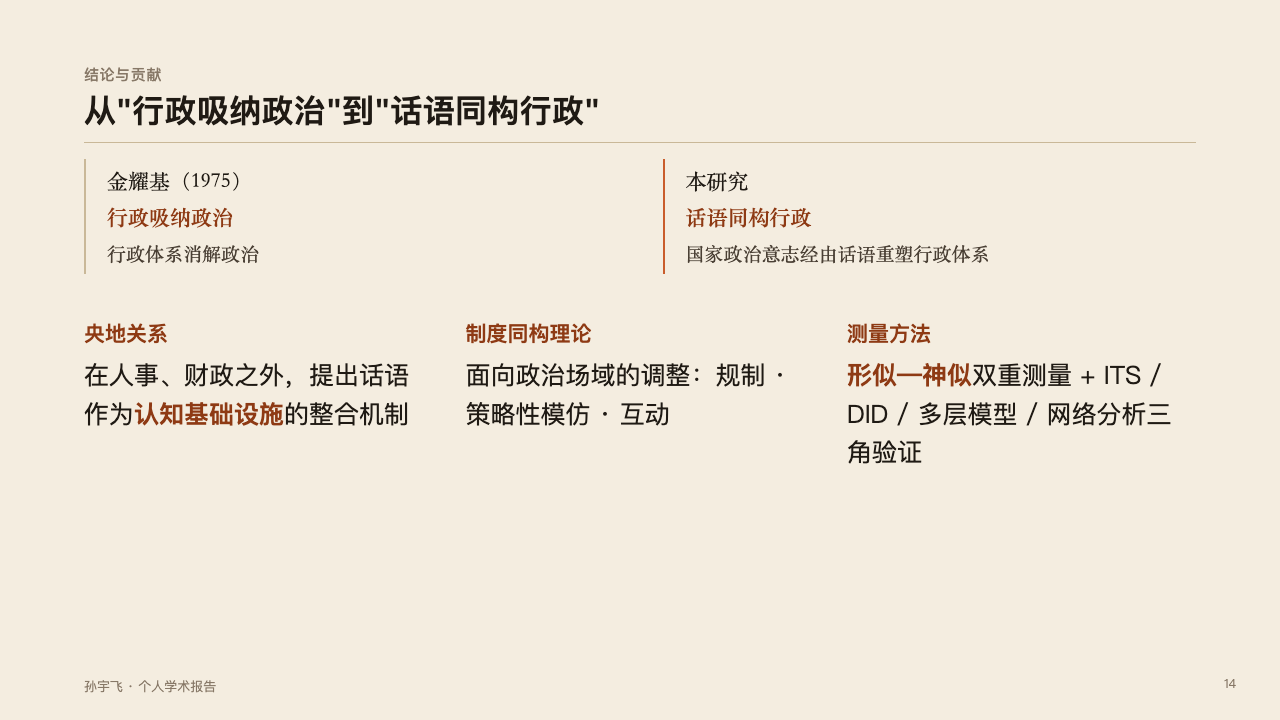 结论与贡献
从"行政吸纳政治"到"话语同构行政"
金耀基（1975）
行政吸纳政治
行政体系消解政治
本研究
话语同构行政
国家政治意志经由话语重塑行政体系
央地关系
在人事、财政之外，提出话语
作为认知基础设施的整合机制
制度同构理论
面向政治场域的调整：规制 ·
策略性模仿 · 互动
测量方法
形似—神似双重测量 + ITS /
DID / 多层模型 / 网络分析三
角验证
孙宇飞 · 个人学术报告
14